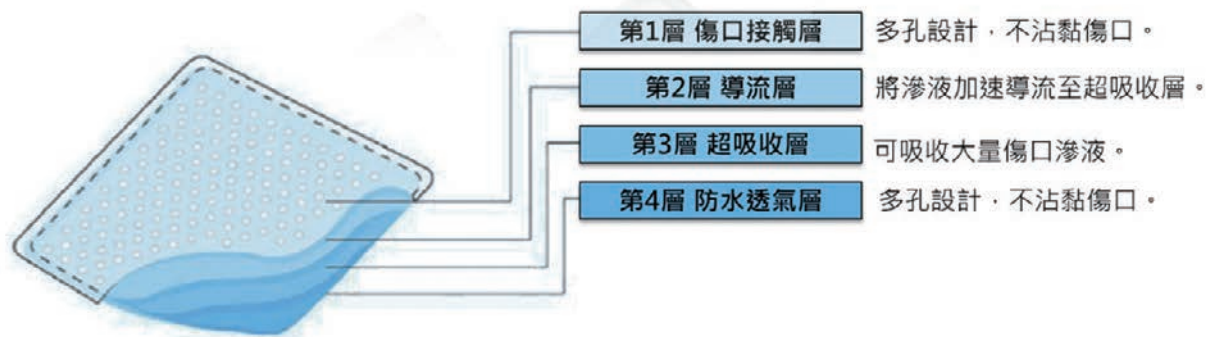 第1層 傷口接觸層 多孔設計，不沾黏傷口。
第2層 導流層 將滲液加速導流至超吸收層。
第3層 超吸收層 可吸收大量傷口滲液。
第4層 防水透氣層 多孔設計，不沾黏傷口。